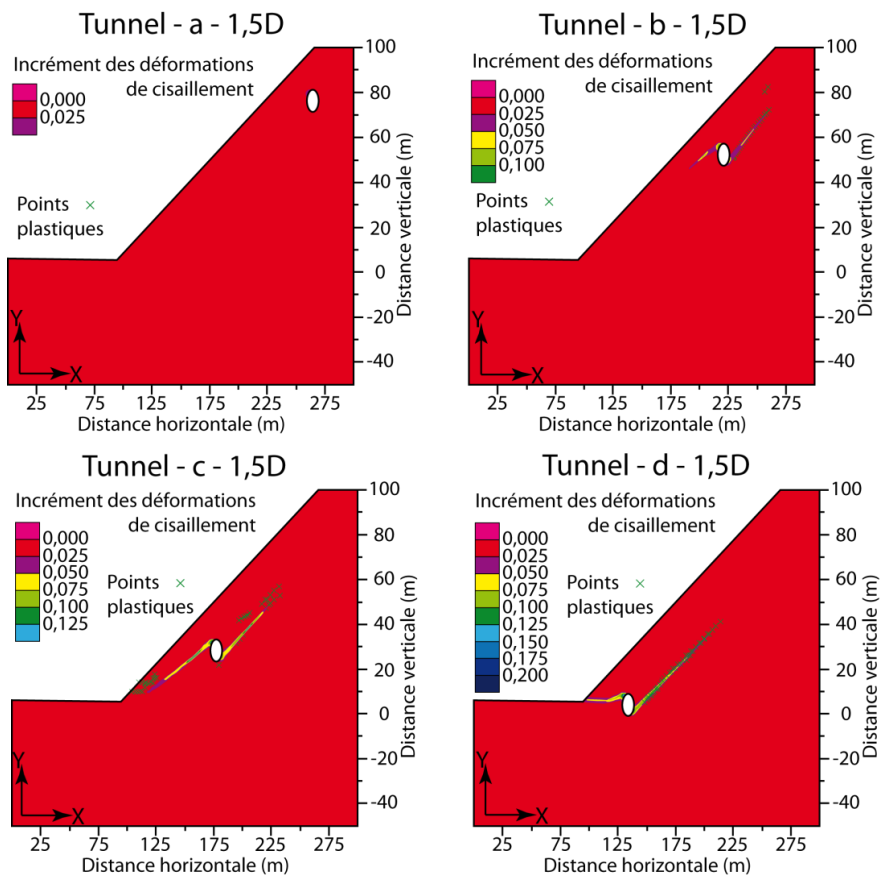 Tunnel - a - 1,5D
Incrément des déformations
de cisaillement
0,000
0,025
Points
plastiques
Y
X
100
80
60
40
20
0
-20
-40
Distance verticale (m)
25 75 125 175 225 275
Distance horizontale (m)
Tunnel - b - 1,5D
Incrément des déformations
de cisaillement
0,000
0,025
0,050
0,075
0,100
Points
plastiques
Y
X
100
80
60
40
20
0
-20
-40
Distance verticale (m)
25 75 125 175 225 275
Distance horizontale (m)
Tunnel - c - 1,5D
Incrément des déformations
de cisaillement
0,000
0,025
0,050
0,075
0,100
0,125
Points
plastiques
Y
X
100
80
60
40
20
0
-20
-40
Distance verticale (m)
25 75 125 175 225 275
Distance horizontale (m)
Tunnel - d - 1,5D
Incrément des déformations
de cisaillement
0,000
0,025
0,050
0,075
0,100
0,125
0,150
0,175
0,200
Points
plastiques
Y
X
100
80
60
40
20
0
-20
-40
Distance verticale (m)
25 75 125 175 225 275
Distance horizontale (m)